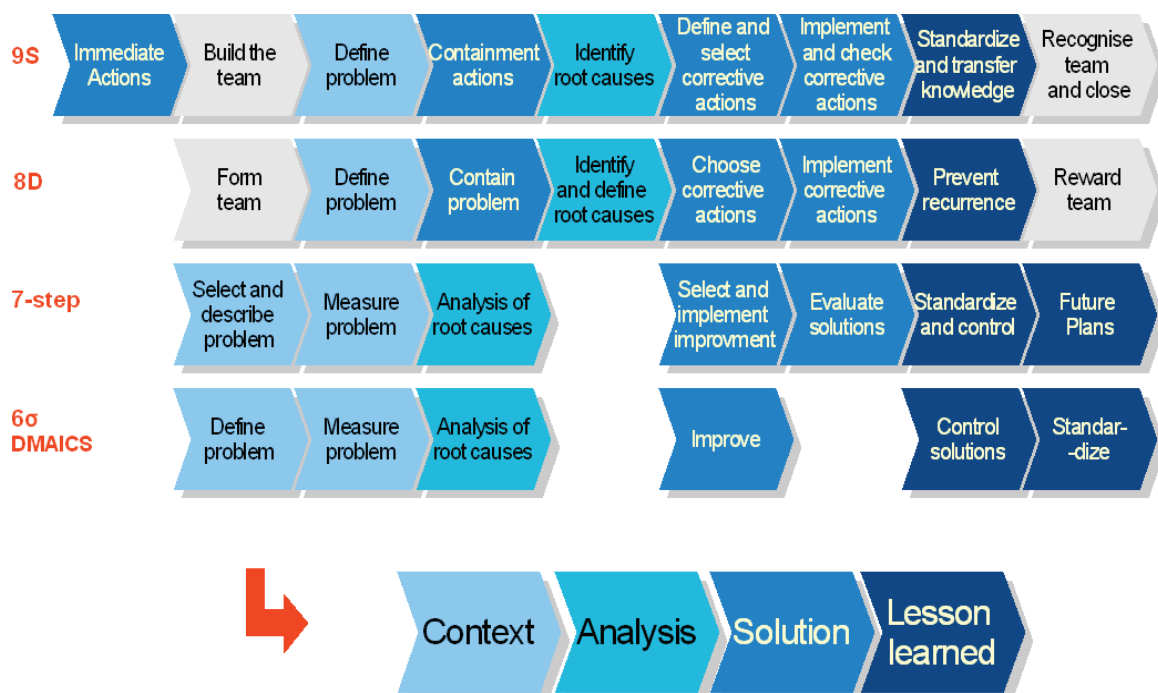 9S
Immediate
Actions
Build the
team
Define
problem
Containment
actions
Identify
root causes
Define and
select
corrective
actions
Implement
and check
corrective
actions
Standardize
and transfer
knowledge
Recognise
team
and close
8D
Form
team
Define
problem
Contain
problem
Identify
and define
root causes
Choose
corrective
actions
Implement
corrective
actions
Prevent
recurrence
Reward
team
7-step
Select and
describe
problem
Measure
problem
Analysis of
root causes
Select and
implement
improvment
Evaluate
solutions
Standardize
and control
Future
Plans
6σ
DMAICS
Define
problem
Measure
problem
Analysis of
root causes
Improve
Control
solutions
Standar-
-dize
Context
Analysis
Solution
Lesson
learned